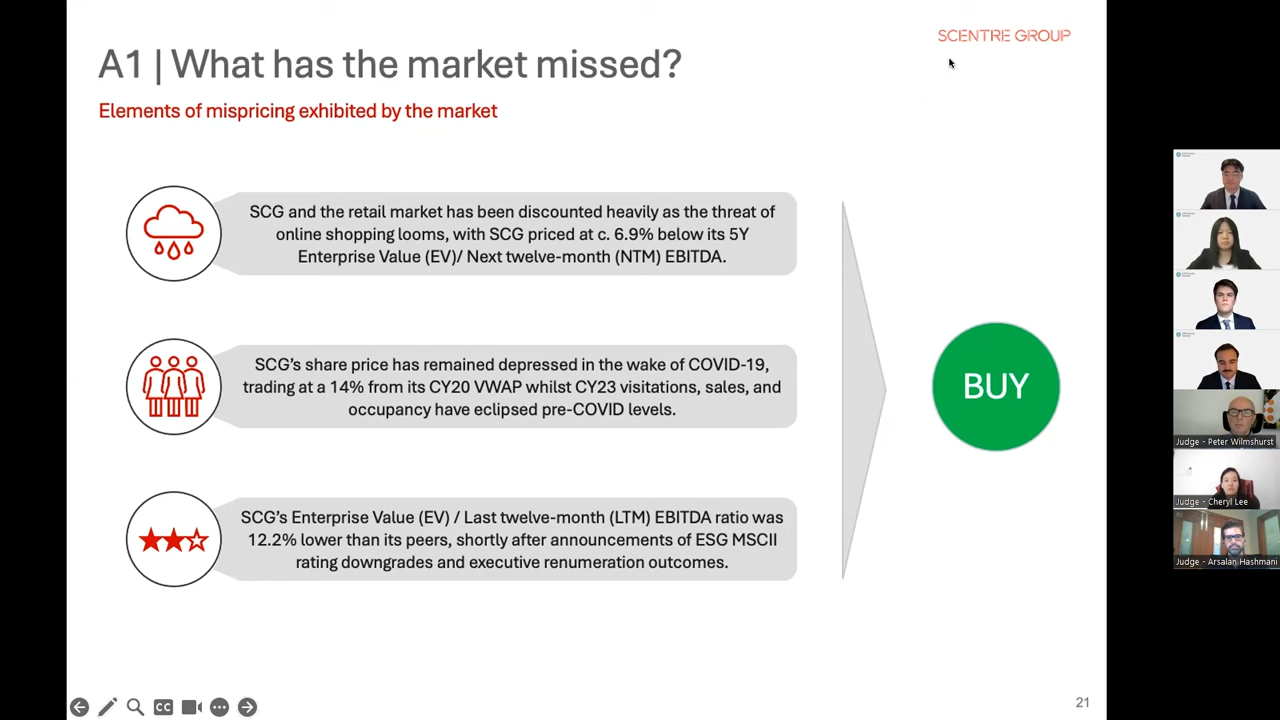 SCENTRE GROUP
A1 | What has the market missed?
Elements of mispricing exhibited by the market
SCG and the retail market has been discounted heavily as the threat of
online shopping looms, with SCG priced at c. 6.9% below its 5Y
Enterprise Value (EV)/ Next twelve-month (NTM) EBITDA.
SCG's share price has remained depressed in the wake of COVID-19,
trading at a 14% from its CY20 VWAP whilst CY23 visitations, sales, and
occupancy have eclipsed pre-COVID levels.
SCG's Enterprise Value (EV) / Last twelve-month (LTM) EBITDA ratio was
12.2% lower than its peers, shortly after announcements of ESG MSCII
rating downgrades and executive renumeration outcomes.
BUY
CC
21
Judge - Peter Wilmshurst
Judge - Cheryl Lee
Judge - Arsalan Hashmani